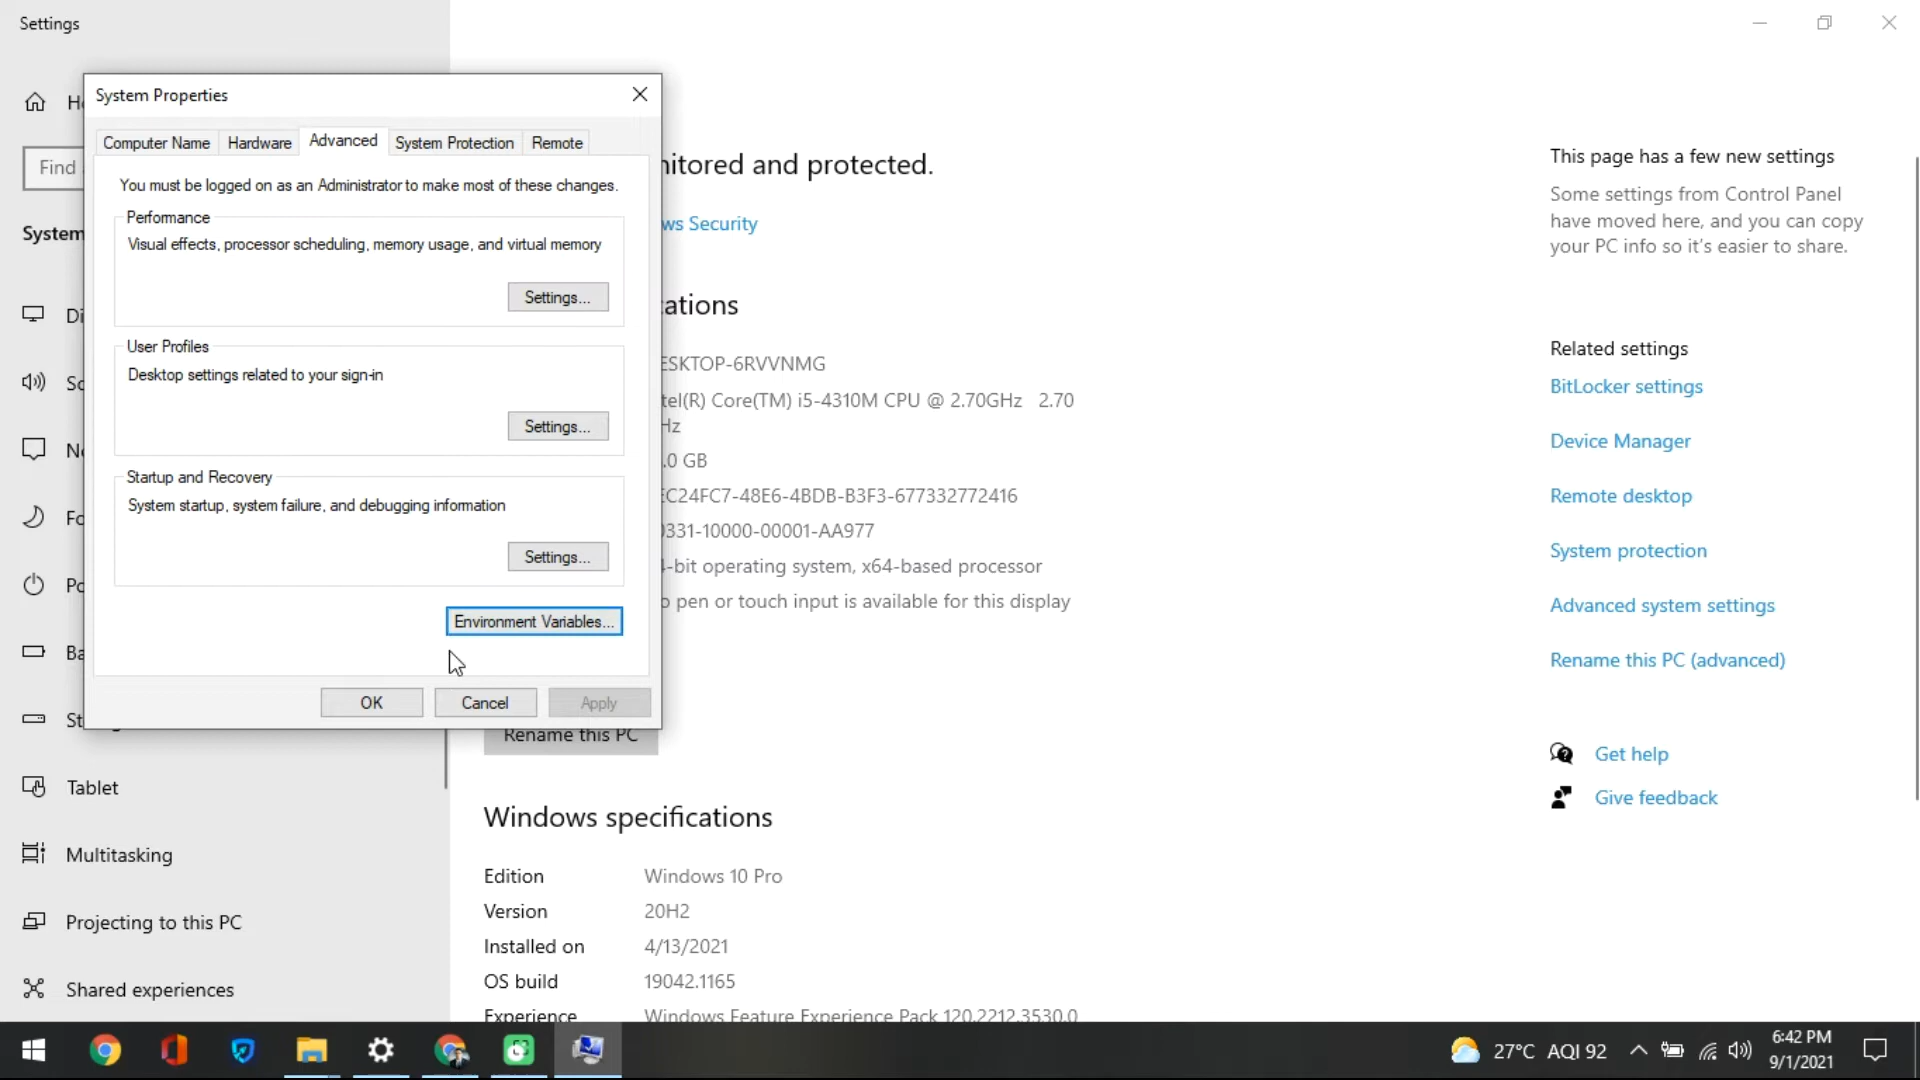 Settings
System Properties
Computer Name
Hardware
Advanced
System Protection
Remote
You must be logged on as an Administrator to make most of these changes.
Performance
Visual effects, processor scheduling, memory usage, and virtual memory
Settings...
User Profiles
Desktop settings related to your sign-in
Settings...
Startup and Recovery
System startup, system failure, and debugging information
Settings...
Environment Variables...
OK
Cancel
Apply
Find
System
Tablet
Multitasking
Projecting to this PC
Shared experiences
nitored and protected.
ws Security
cations
ESKTOP-6RVVNMG
tel(R) Core(TM) i5-4310M CPU @ 2.70GHz 2.70
Hz
.0 GB
EC24FC7-48E6-4BDB-B3F3-677332772416
0331-10000-00001-AA977
4-bit operating system, x64-based processor
o pen or touch input is available for this display
Rename this PC
Windows specifications
Edition Windows 10 Pro
Version 20H2
Installed on 4/13/2021
OS build 19042.1165
Experience Windows Feature Experience Pack 120.2212.3530.0
This page has a few new settings
Some settings from Control Panel
have moved here, and you can copy
your PC info so it's easier to share.
Related settings
BitLocker settings
Device Manager
Remote desktop
System protection
Advanced system settings
Rename this PC (advanced)
Get help
Give feedback
27°C AQI 92
6:42 PM
9/1/2021